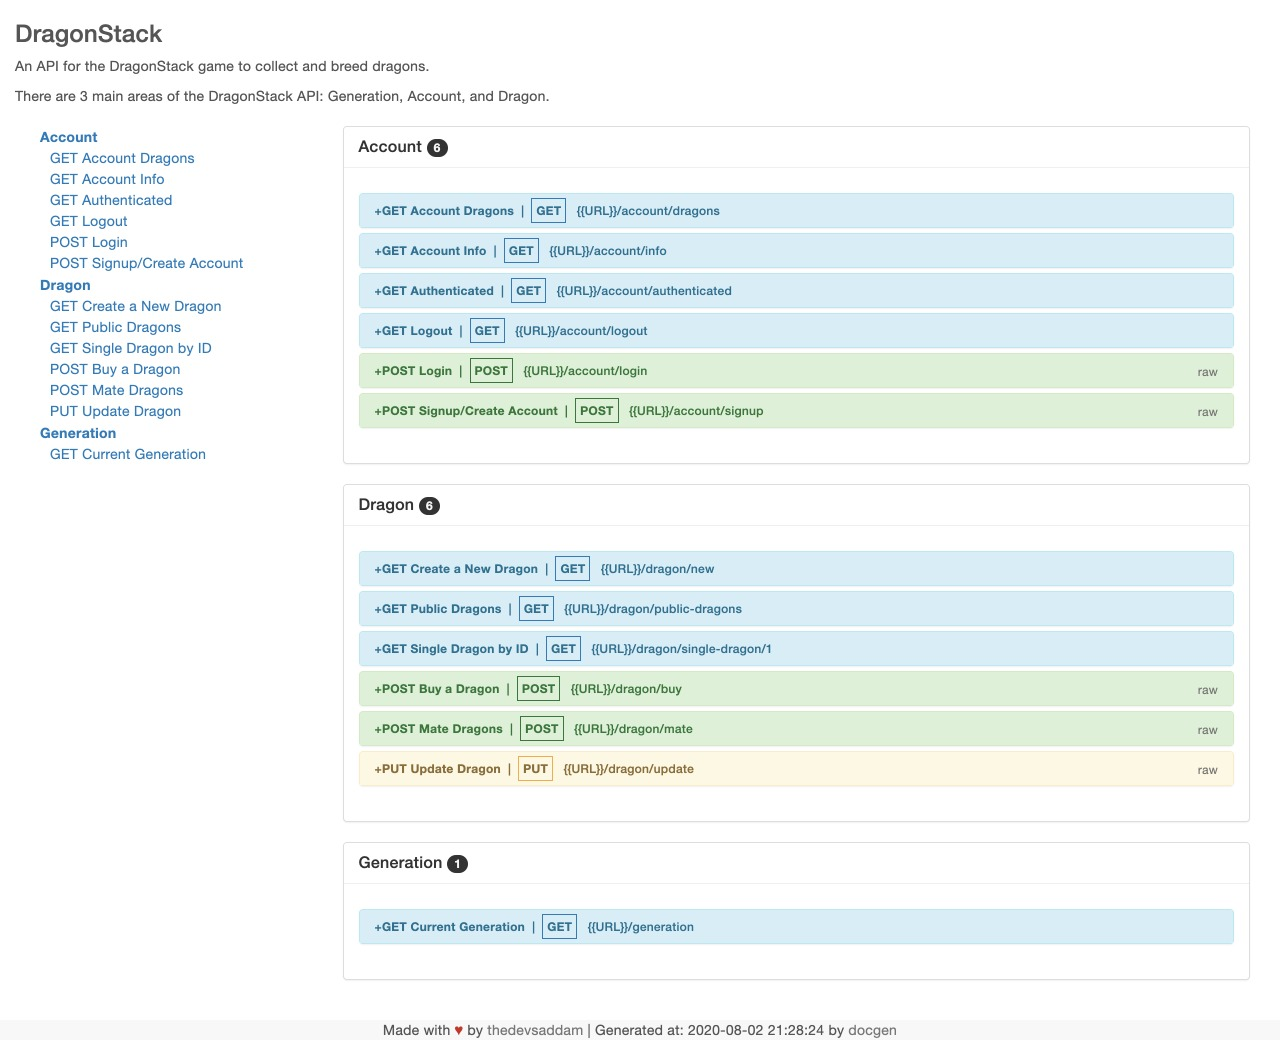 DragonStack
An API for the DragonStack game to collect and breed dragons.
There are 3 main areas of the DragonStack API: Generation, Account, and Dragon.
Account
GET Account Dragons
GET Account Info
GET Authenticated
GET Logout
POST Login
POST Signup/Create Account
Dragon
GET Create a New Dragon
GET Public Dragons
GET Single Dragon by ID
POST Buy a Dragon
POST Mate Dragons
PUT Update Dragon
Generation
GET Current Generation
Account 6
+GET Account Dragons | GET {{URL}}/account/dragons
+GET Account Info | GET {{URL}}/account/info
+GET Authenticated | GET {{URL}}/account/authenticated
+GET Logout | GET {{URL}}/account/logout
+POST Login | POST {{URL}}/account/login raw
+POST Signup/Create Account | POST {{URL}}/account/signup raw
Dragon 6
+GET Create a New Dragon | GET {{URL}}/dragon/new
+GET Public Dragons | GET {{URL}}/dragon/public-dragons
+GET Single Dragon by ID | GET {{URL}}/dragon/single-dragon/1
+POST Buy a Dragon | POST {{URL}}/dragon/buy raw
+POST Mate Dragons | POST {{URL}}/dragon/mate raw
+PUT Update Dragon | PUT {{URL}}/dragon/update raw
Generation 1
+GET Current Generation | GET {{URL}}/generation
Made with ♥ by thedevsaddam | Generated at: 2020-08-02 21:28:24 by docgen